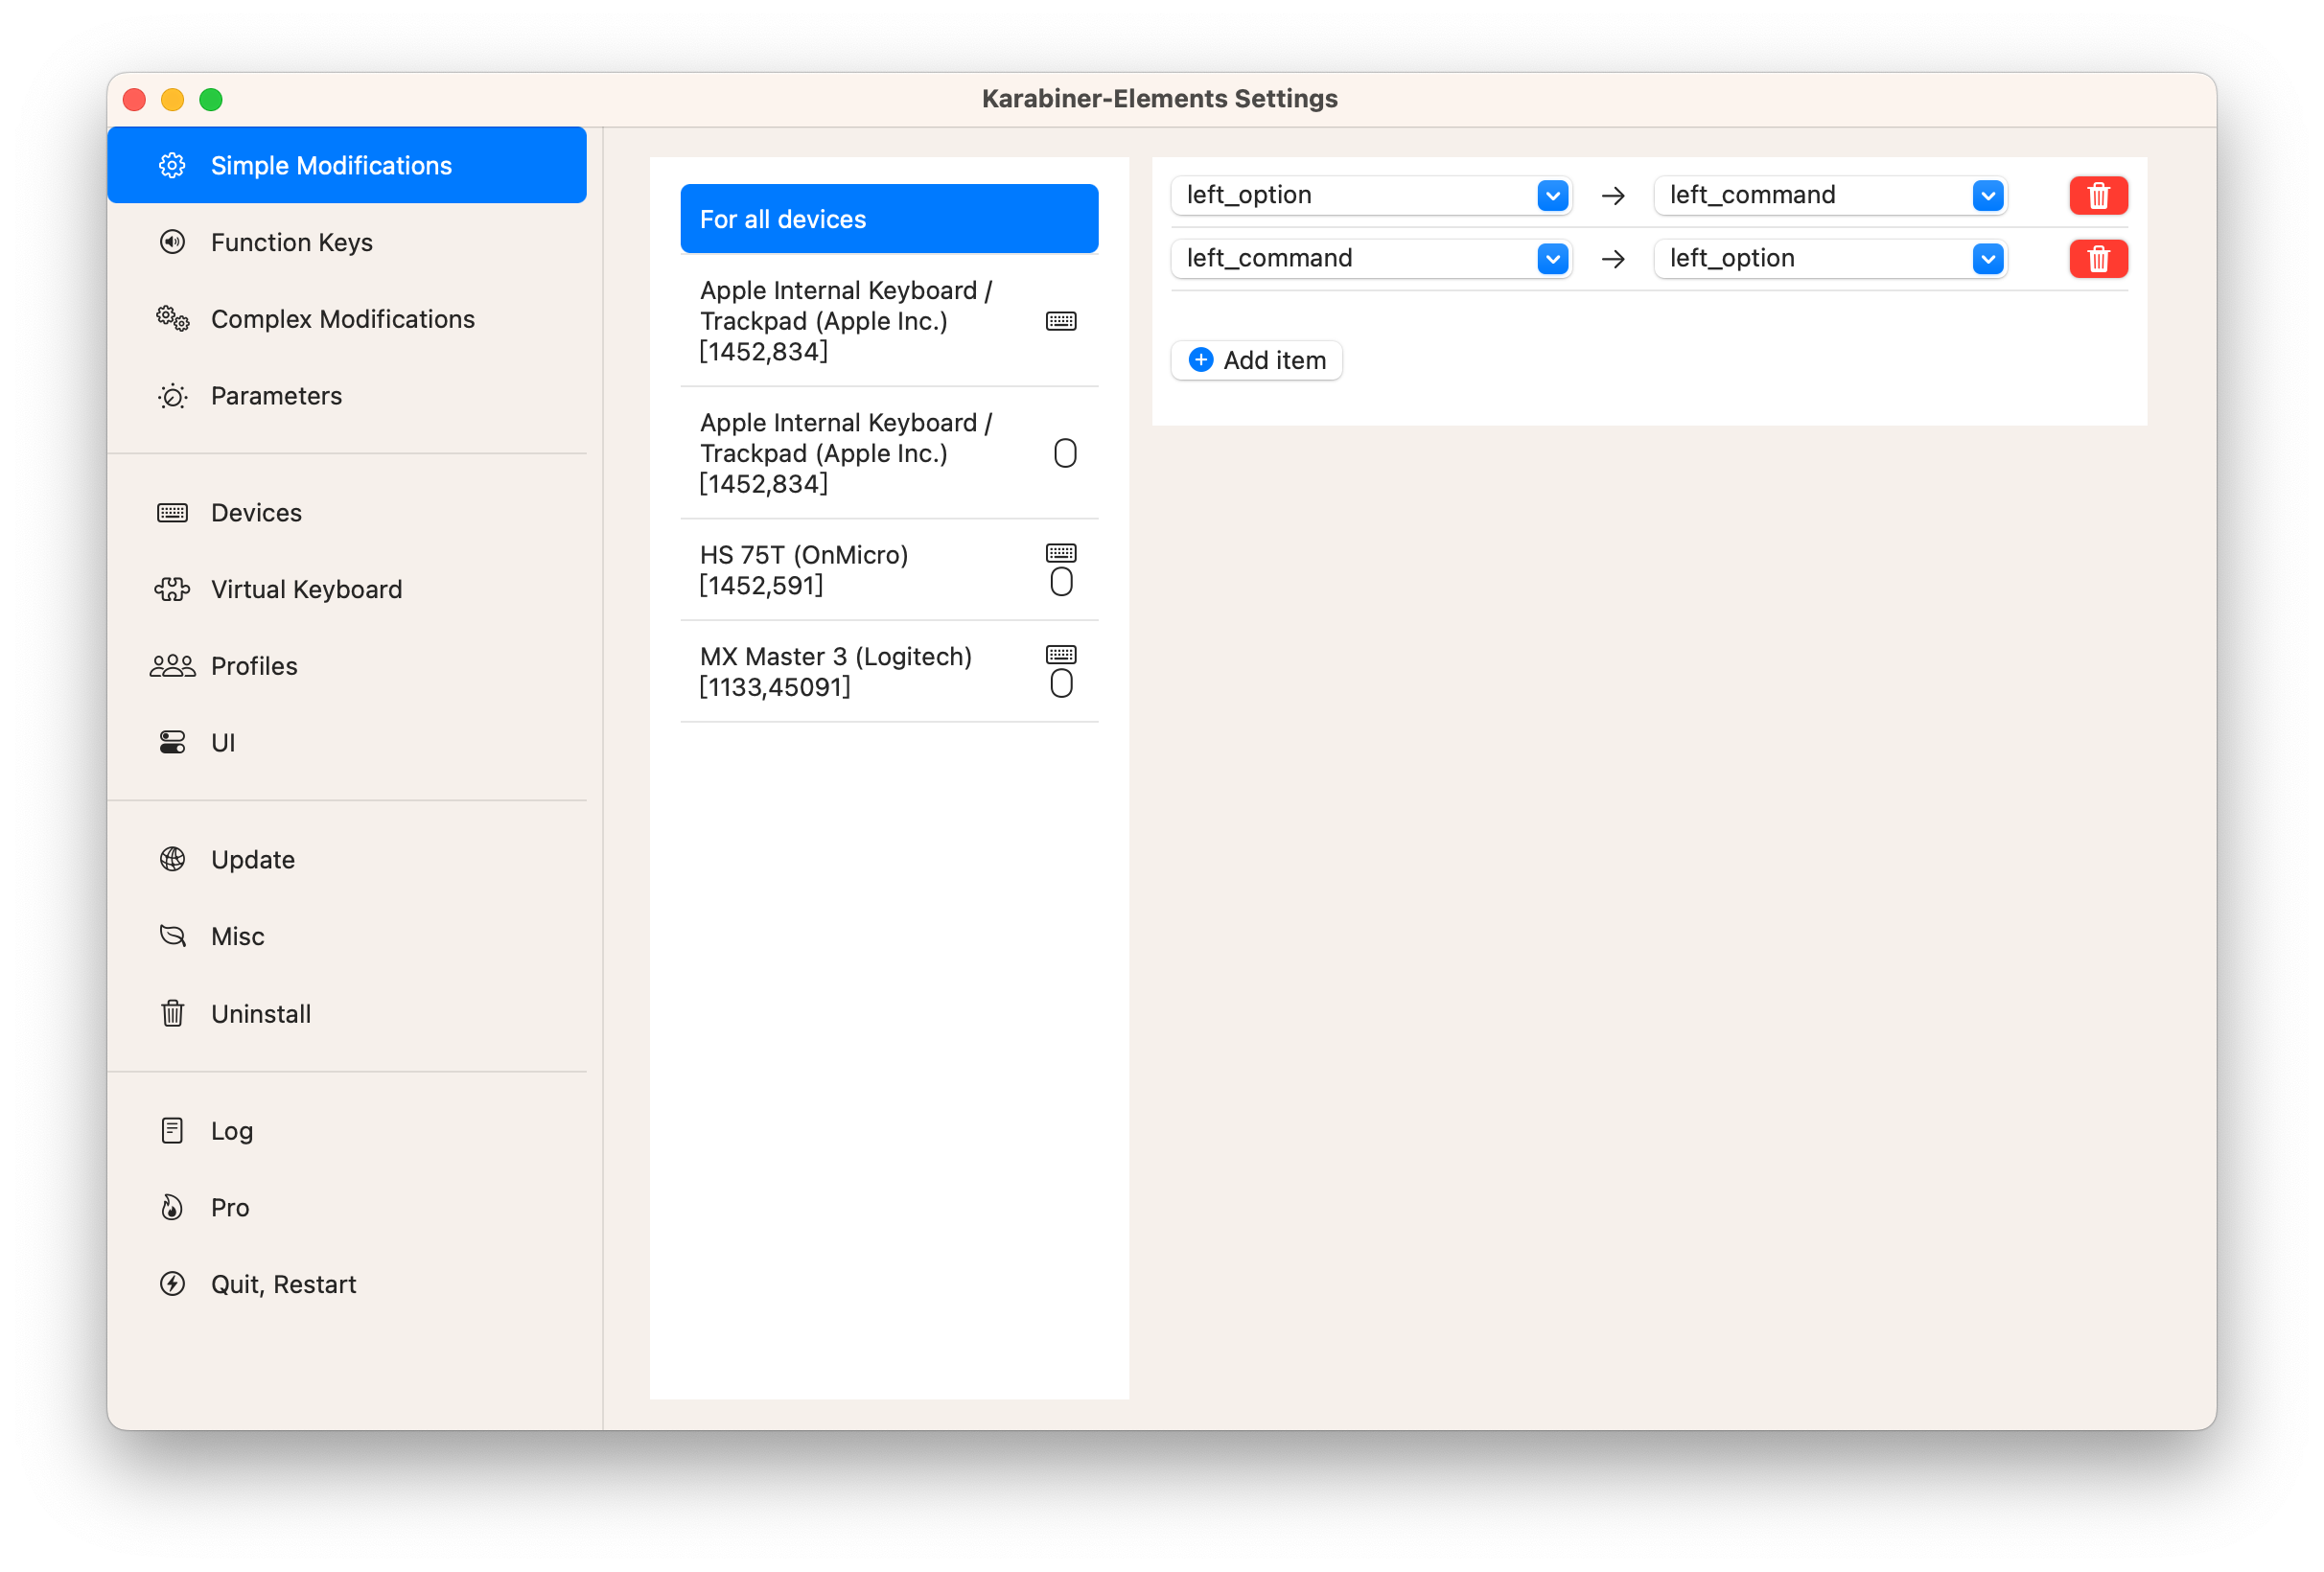 Karabiner-Elements Settings
Simple Modifications
Function Keys
Complex Modifications
Parameters
Devices
Virtual Keyboard
Profiles
UI
Update
Misc
Uninstall
Log
Pro
Quit, Restart
For all devices
Apple Internal Keyboard /
Trackpad (Apple Inc.)
[1452,834]
Apple Internal Keyboard /
Trackpad (Apple Inc.)
[1452,834]
HS 75T (OnMicro)
[1452,591]
MX Master 3 (Logitech)
[1133,45091]
left_option → left_command
left_command → left_option
Add item